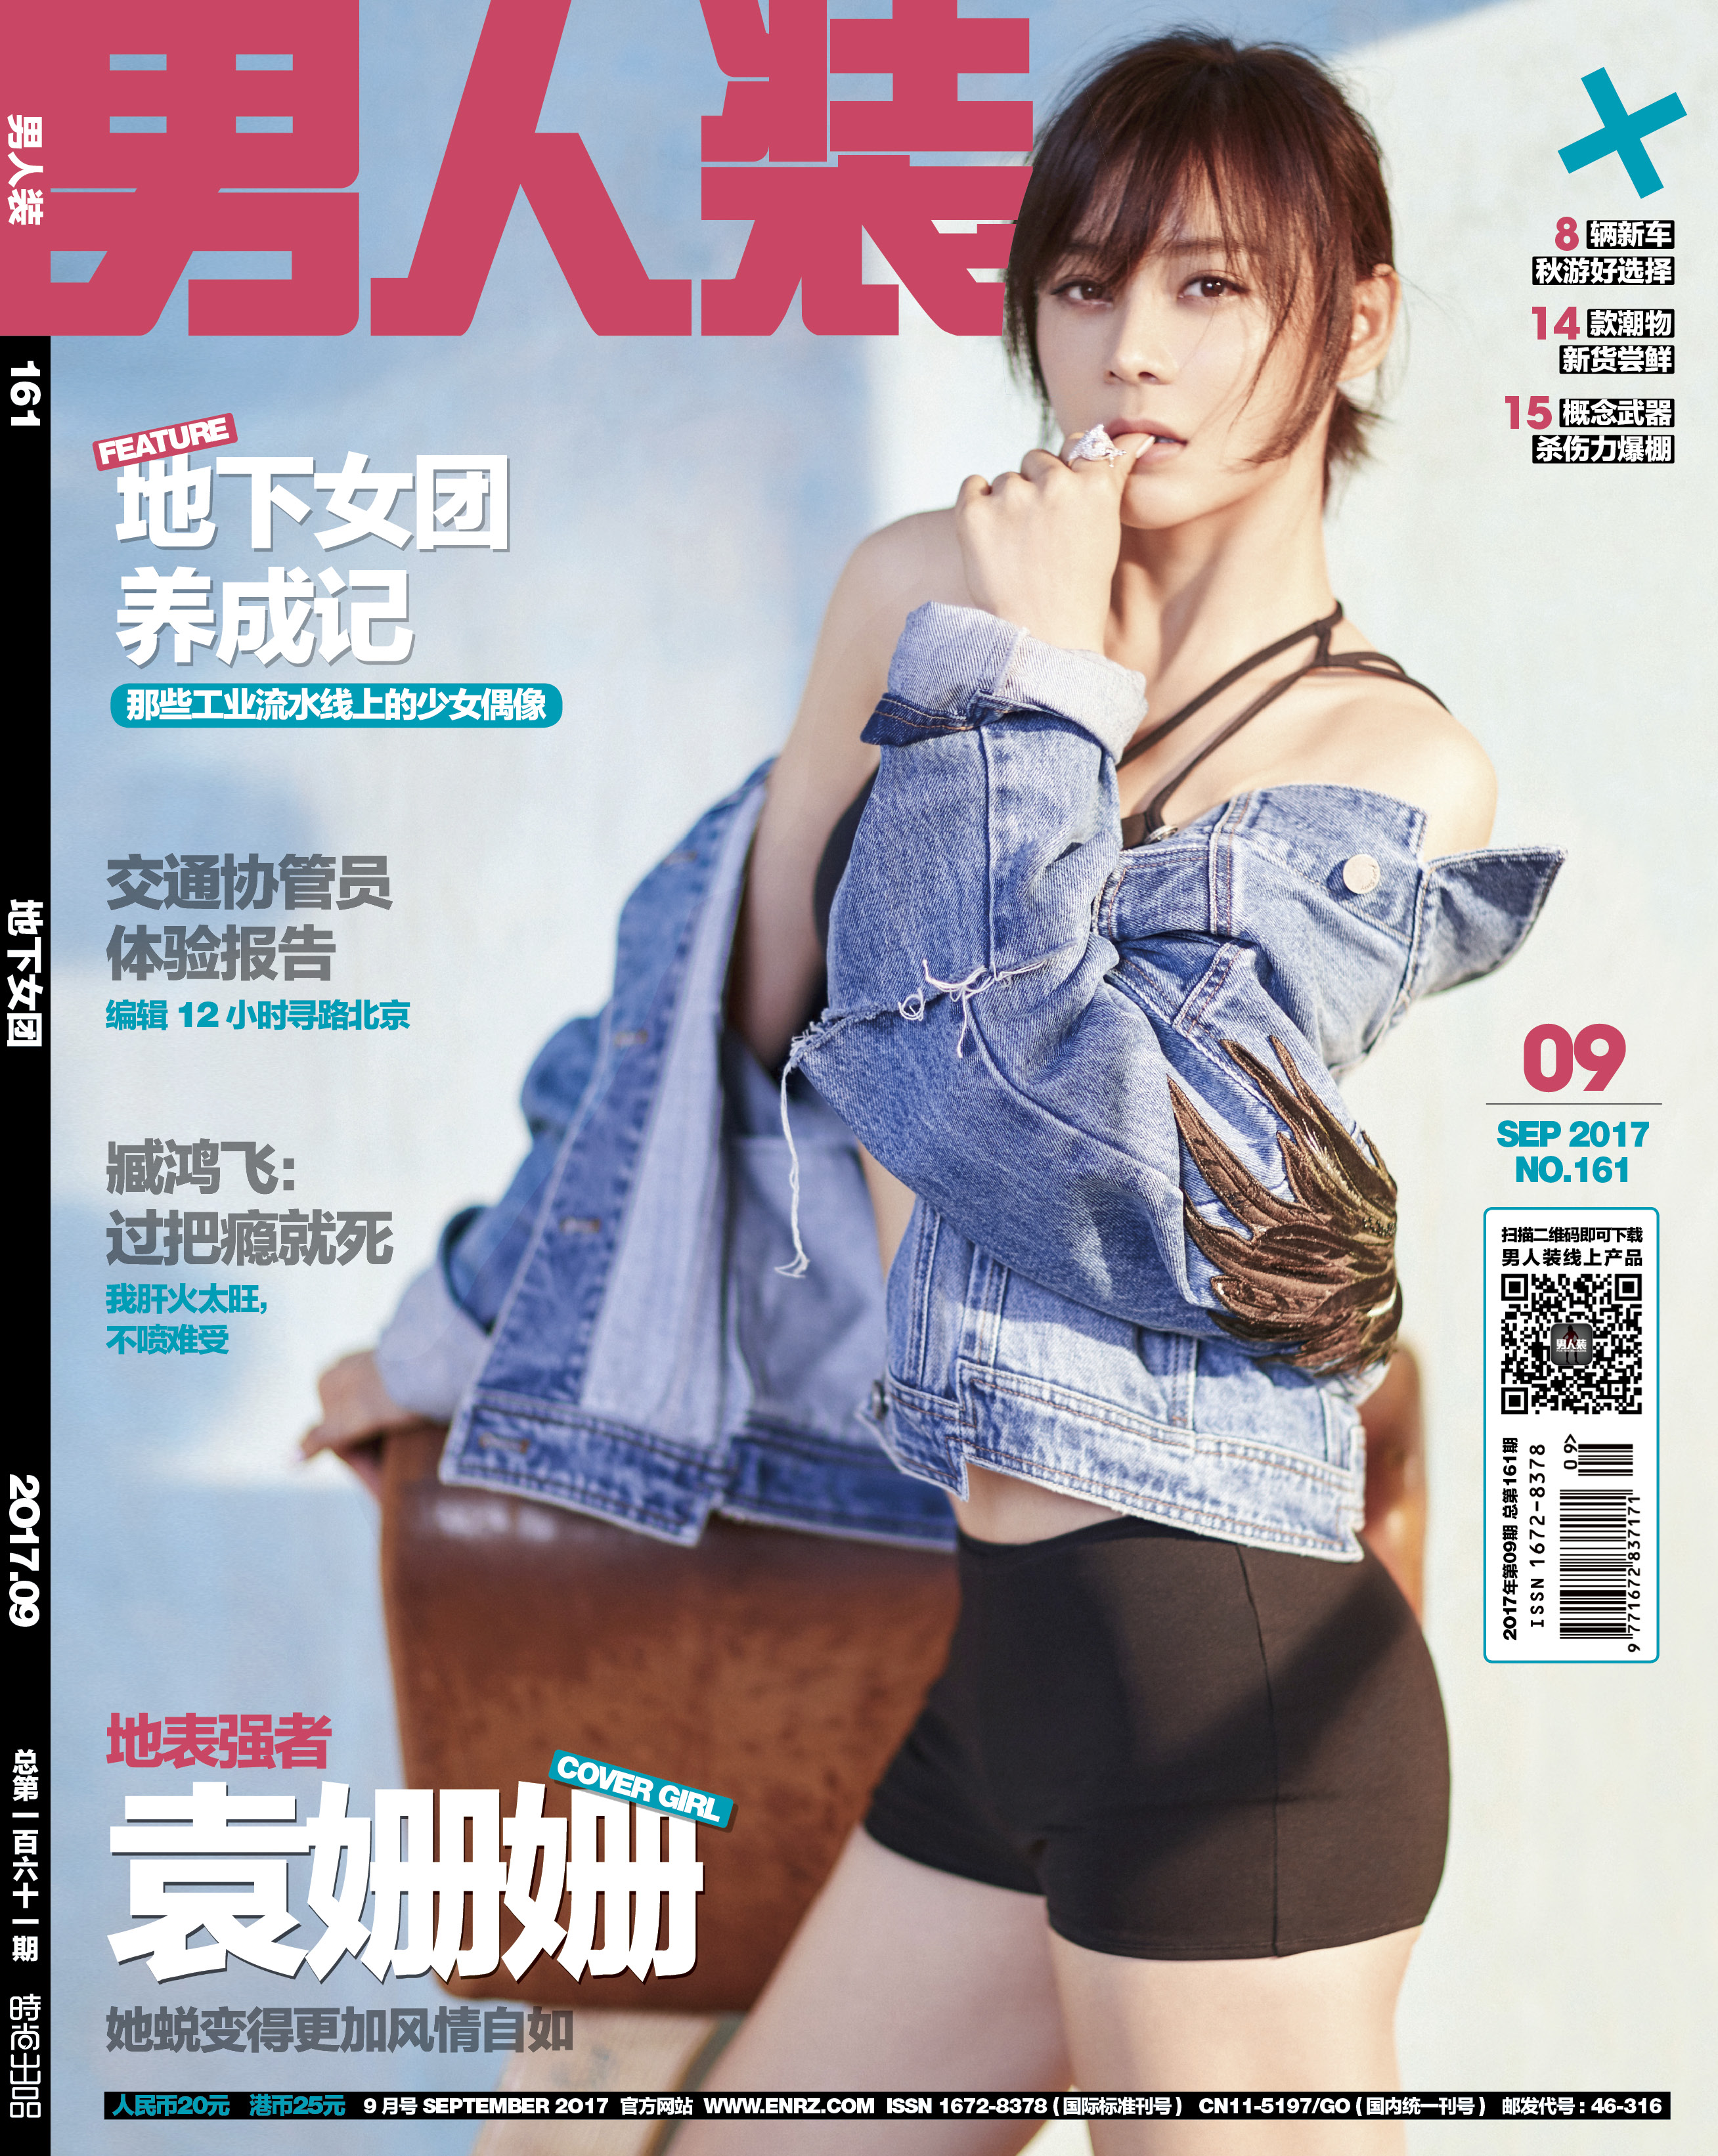 男人装
男人装
161
地下女团
2017.09
总第一百六十一期
時尚出品
8 辆新车
秋游好选择
14 款潮物
新货尝鲜
15 概念武器
杀伤力爆棚
FEATURE
地下女团
养成记
那些工业流水线上的少女偶像
交通协管员
体验报告
编辑 12 小时寻路北京
臧鸿飞:
过把瘾就死
我肝火太旺,
不喷难受
09
SEP 2017
NO.161
扫描二维码即可下载
男人装线上产品
男人装
2017年第09期 总第161期
ISSN 1672-8378
09>
9 771672 837171
地表强者
COVER GIRL
袁姗姗
她蜕变得更加风情自如
人民币20元 港币25元 9 月号 SEPTEMBER 2017 官方网站 WWW.ENRZ.COM ISSN 1672-8378 ( 国际标准刊号 ) CN11-5197/GO ( 国内统一刊号 ) 邮发代号 : 46-316